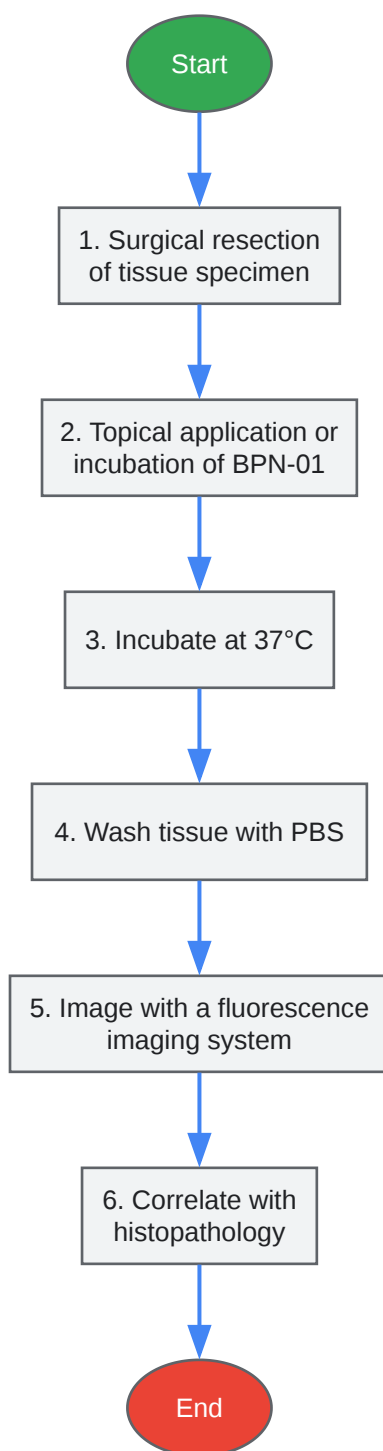 Start
1. Surgical resection
of tissue specimen
2. Topical application or
incubation of BPN-01
3. Incubate at 37°C
4. Wash tissue with PBS
5. Image with a fluorescence
imaging system
6. Correlate with
histopathology
End